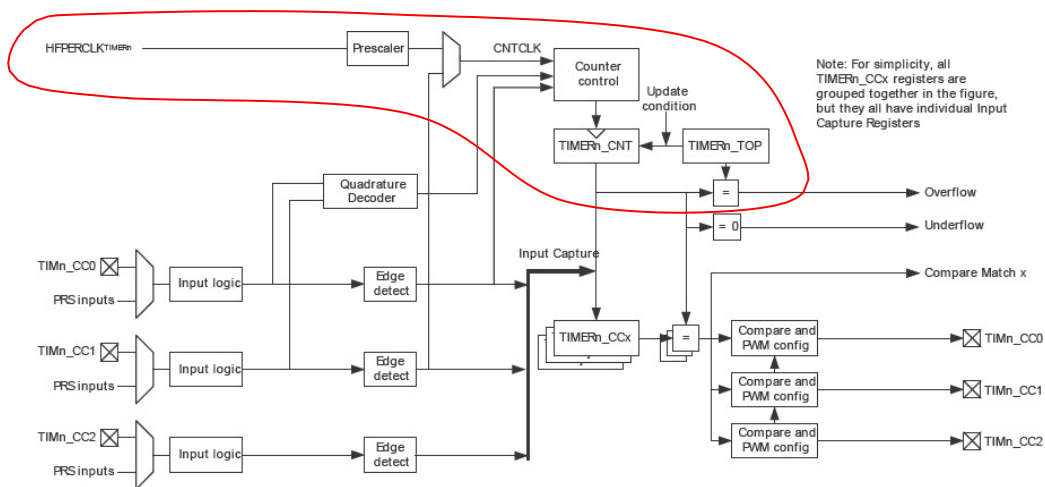 HFPERCLKTIMERn
Prescaler
CNTCLK
Counter
control
Note: For simplicity, all
TIMERn_CCx registers are
grouped together in the figure,
but they all have individual Input
Capture Registers
Update
condition
TIMERn_CNT
TIMERn_TOP
=
Overflow
Quadrature
Decoder
= 0
Underflow
Input Capture
TIMn_CC0
PRS inputs
Input logic
Edge
detect
Compare Match x
TIMERn_CCx
=
Compare and
PWM config
TIMn_CC0
TIMn_CC1
PRS inputs
Input logic
Edge
detect
Compare and
PWM config
TIMn_CC1
TIMn_CC2
PRS inputs
Input logic
Edge
detect
Compare and
PWM config
TIMn_CC2